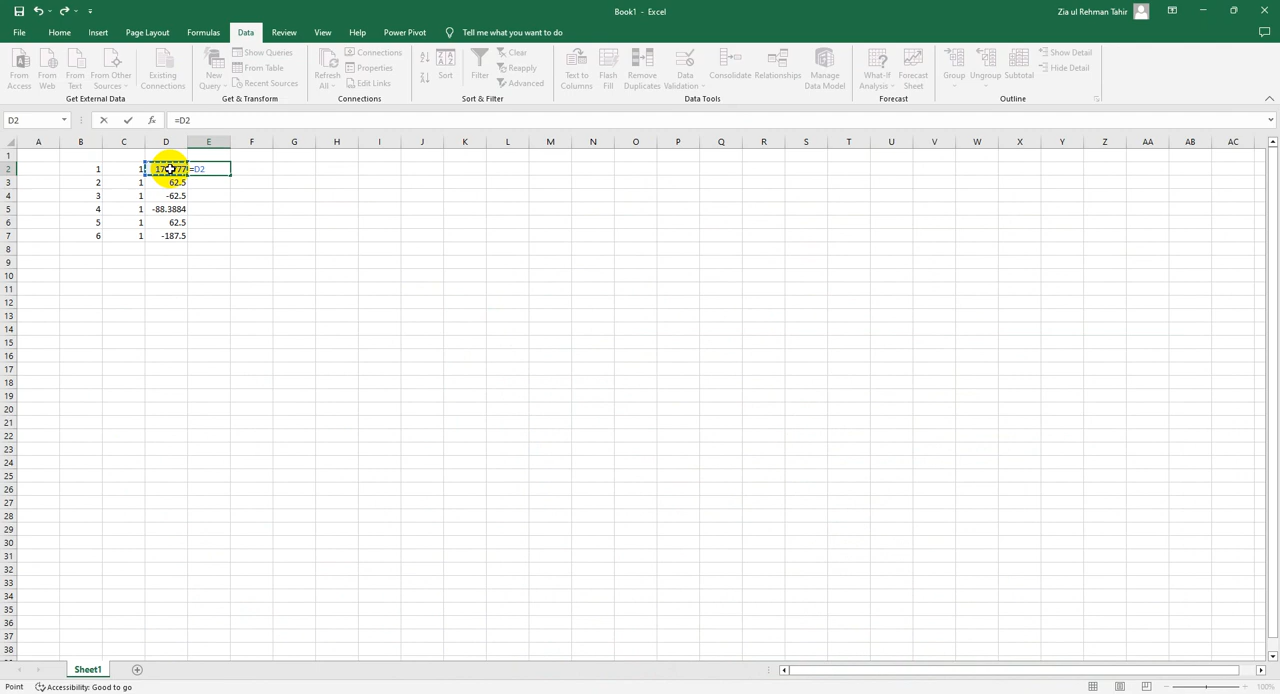 Book1 - Excel
Zia ul Rehman Tahir
File Home Insert Page Layout Formulas Data Review View Help Power Pivot Tell me what you want to do
From Access
From Web
From Text
From Other Sources
Existing Connections
Get External Data
New Query
Show Queries
From Table
Recent Sources
Get & Transform
Refresh All
Connections
Properties
Edit Links
Connections
Sort
Filter
Clear
Reapply
Advanced
Sort & Filter
Text to Columns
Flash Fill
Remove Duplicates
Data Validation
Consolidate
Relationships
Manage Data Model
Data Tools
What-If Analysis
Forecast Sheet
Forecast
Group
Ungroup
Subtotal
Show Detail
Hide Detail
Outline
D2 fx =D2
A B C D E F G H I J K L M N O P Q R S T U V W X Y Z AA AB AC
1
2 1 1 =D2
3 2 1 62.5
4 3 1 -62.5
5 4 1 -88.3884
6 5 1 62.5
7 6 1 -187.5
8
9
10
11
12
13
14
15
16
17
18
19
20
21
22
23
24
25
26
27
28
29
30
31
32
33
34
35
36
37
38
Sheet1
Point Accessibility: Good to go 100%